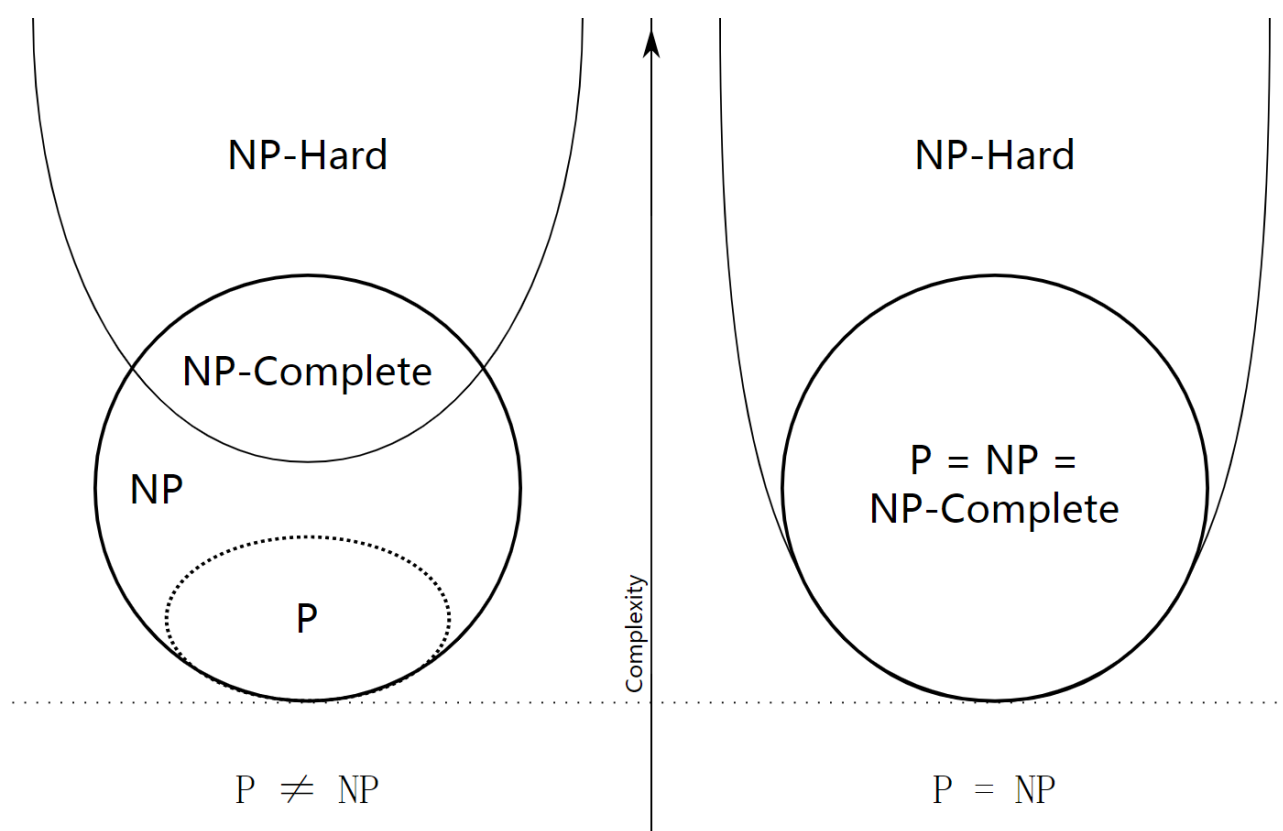 NP-Hard
NP-Complete
NP
P
P ≠ NP
Complexity
NP-Hard
P = NP =
NP-Complete
P = NP